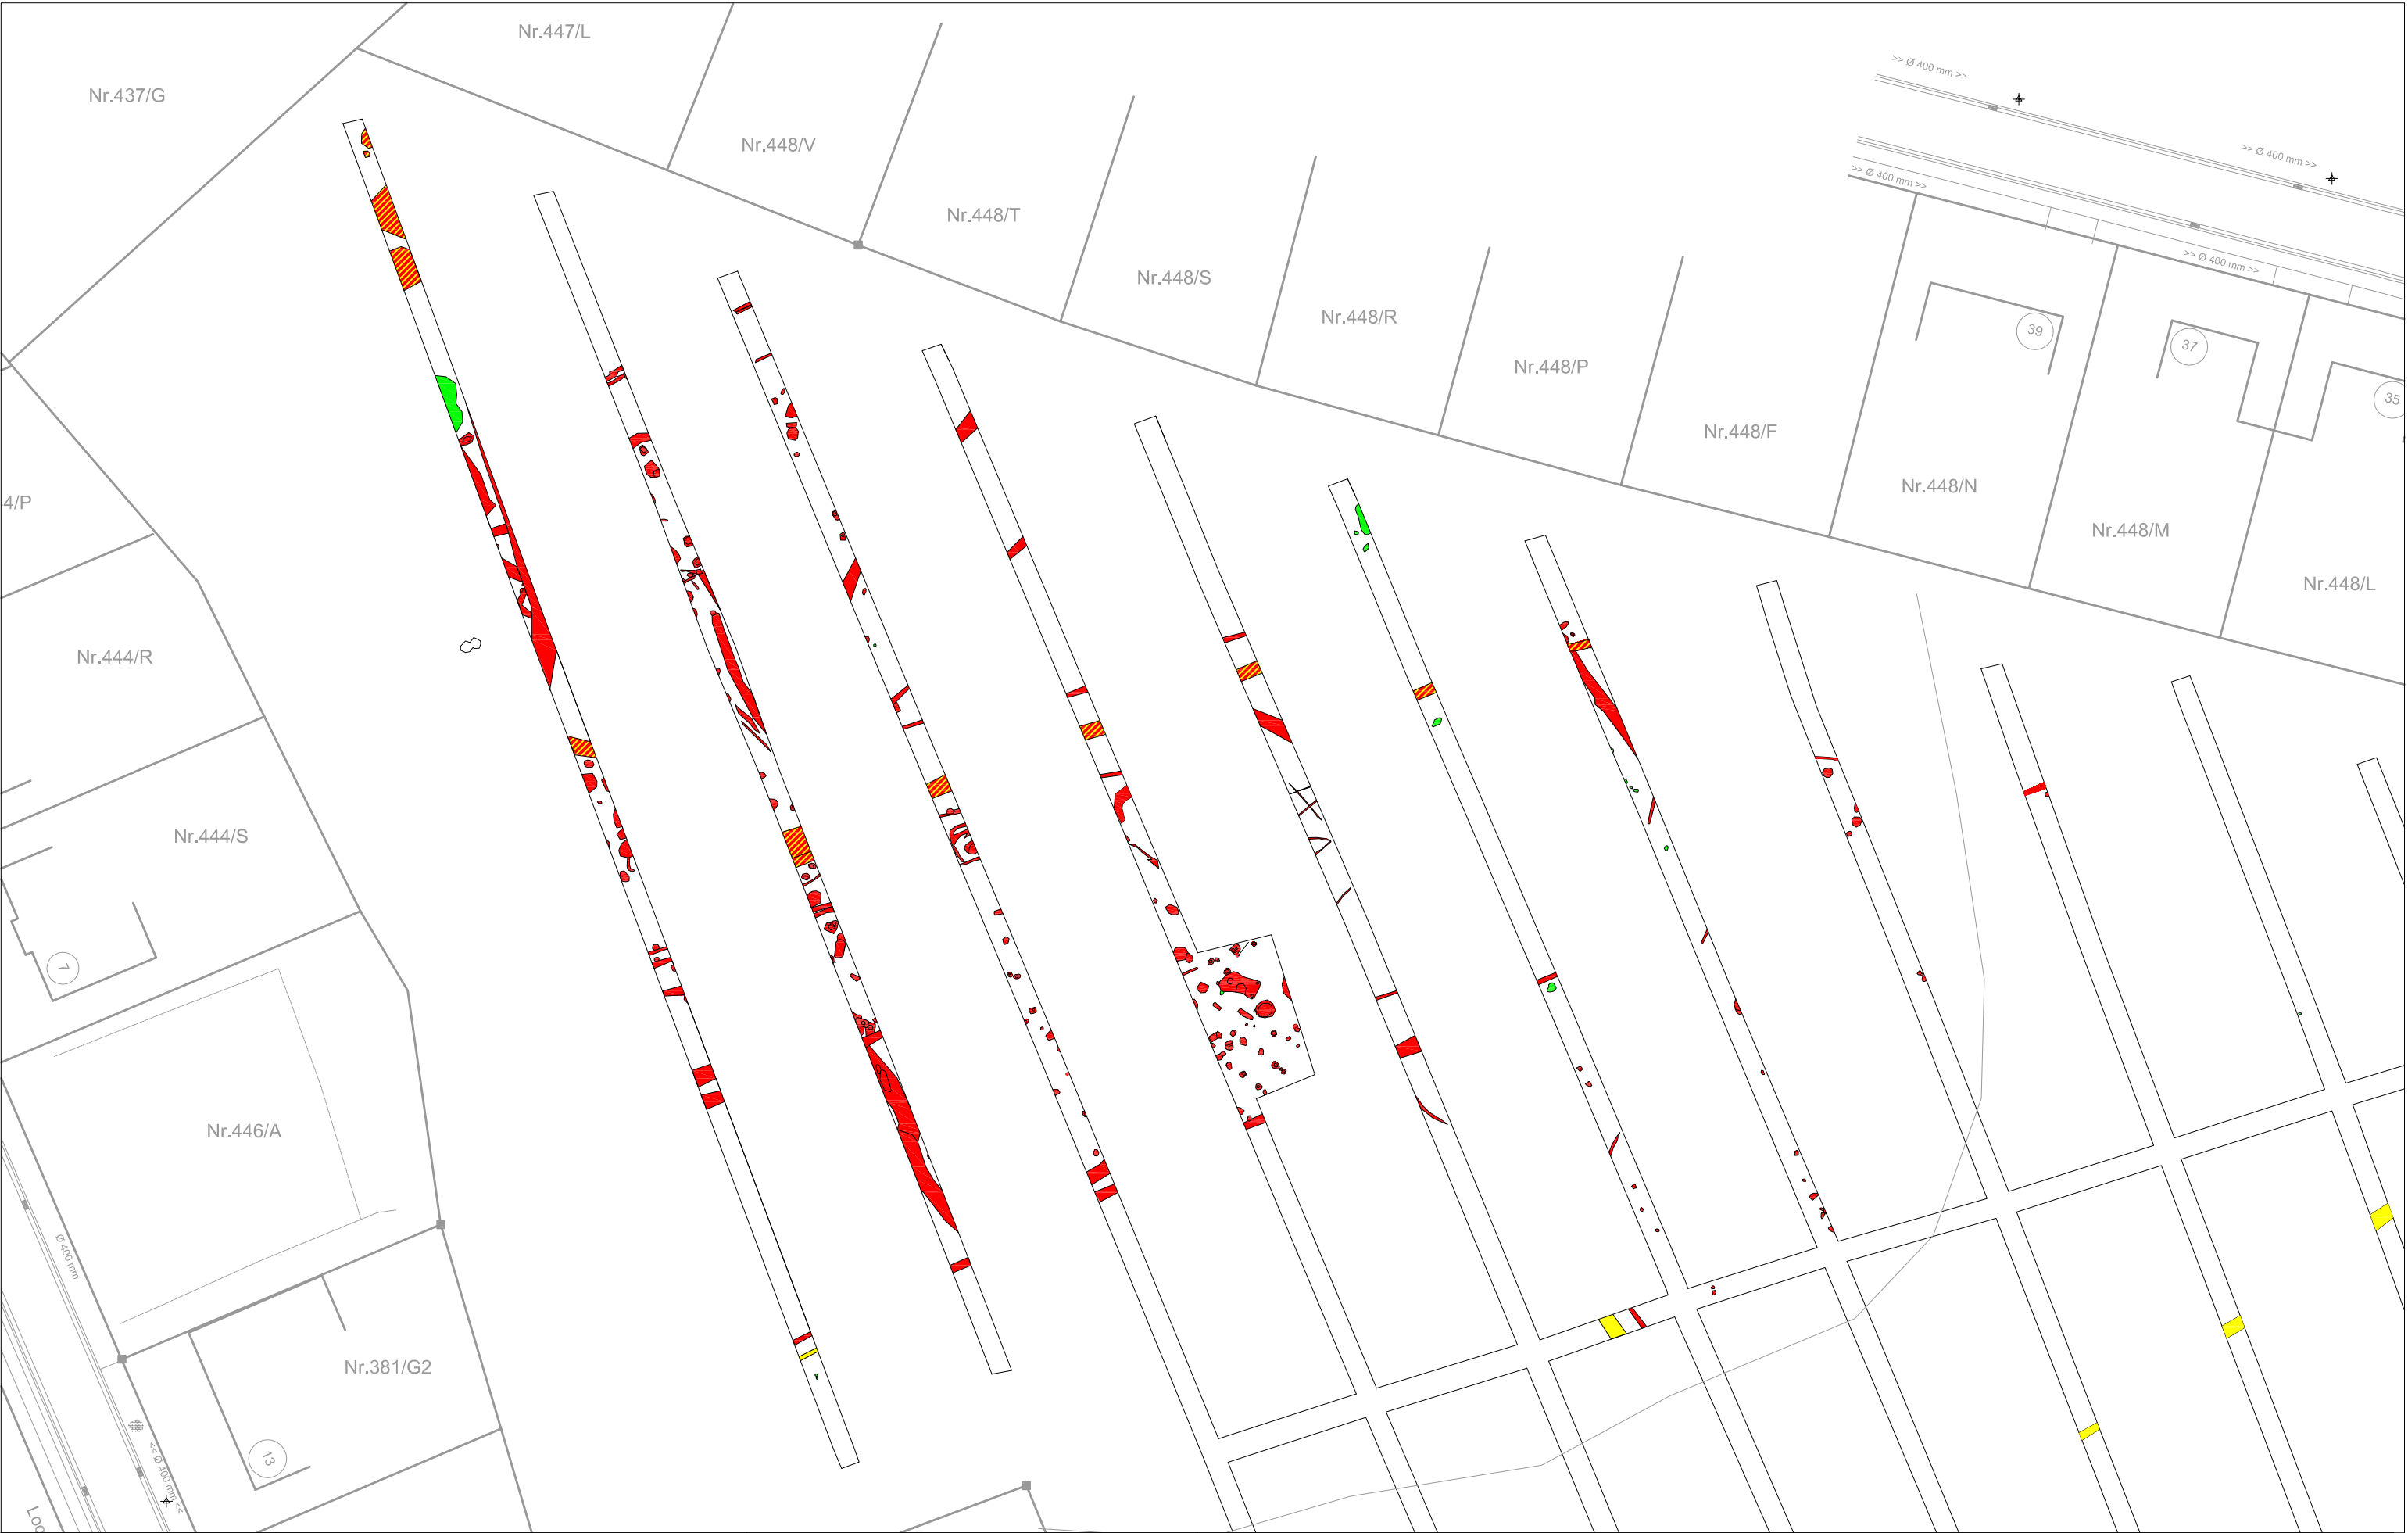 Nr.447/L
>> Ø 400 mm >>
Nr.437/G
Nr.448/V
>> Ø 400 mm >>
>> Ø 400 mm >>
Nr.448/T
>> Ø 400 mm >>
Nr.448/S
Nr.448/R
39
37
Nr.448/P
35
Nr.448/F
Nr.448/N
4/P
Nr.448/M
Nr.448/L
Nr.444/R
Nr.444/S
7
Nr.446/A
Ø 400 mm
Nr.381/G2
13
<< Ø 400 mm <<
Loc